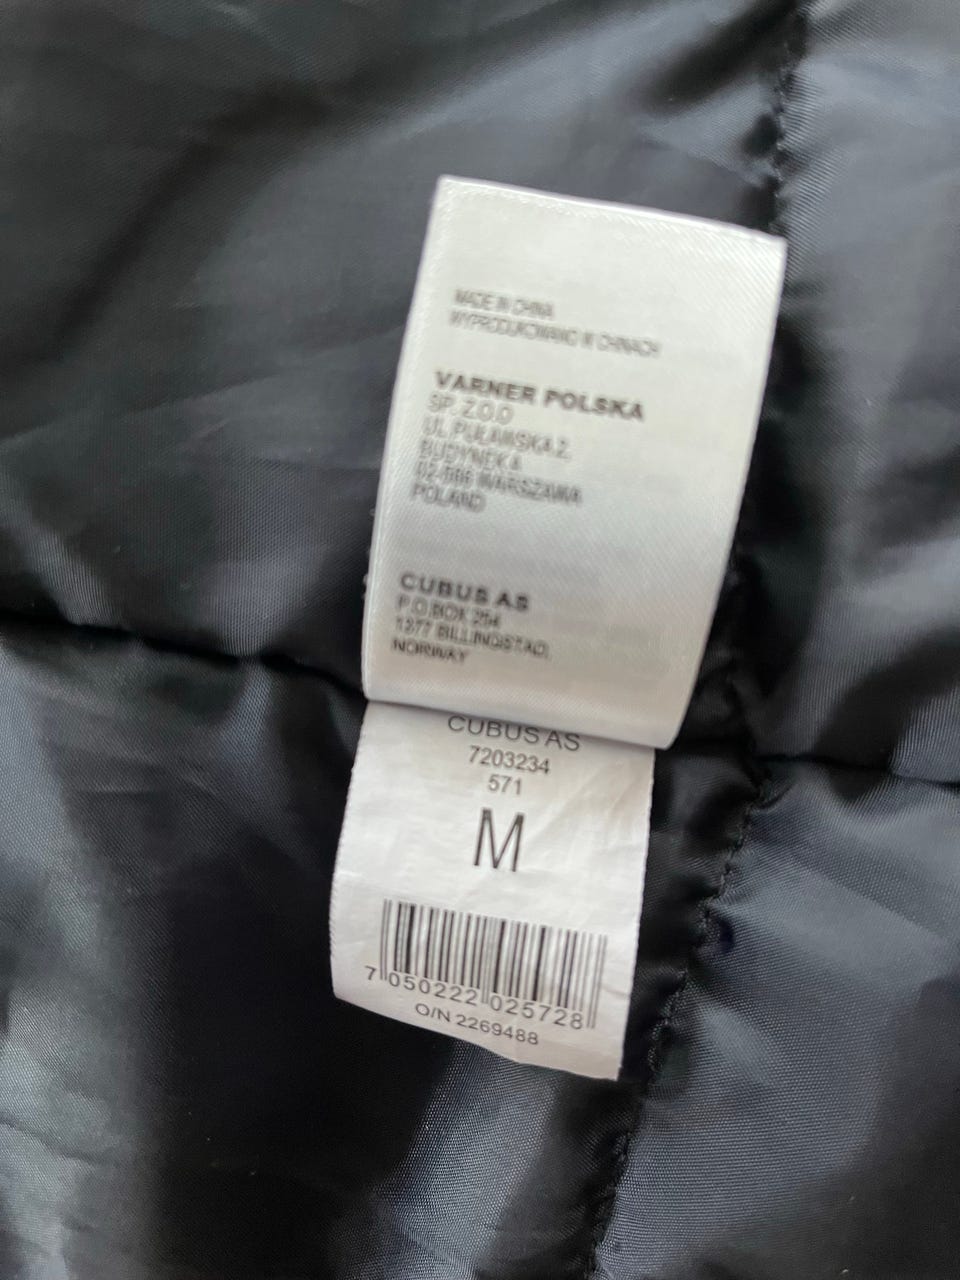 MADE IN CHINA
WYPRODUKOWANO W CHINACH
VARNER POLSKA
SP. Z.O.O
UL. PUŁAWSKA 2,
BUDYNEK A
02-566 WARSZAWA
POLAND
CUBUS AS
P.O.BOX 254
1377 BILLINGSTAD,
NORWAY
CUBUS AS
7203234
571
M
7 050222 025728
O/N 2269488